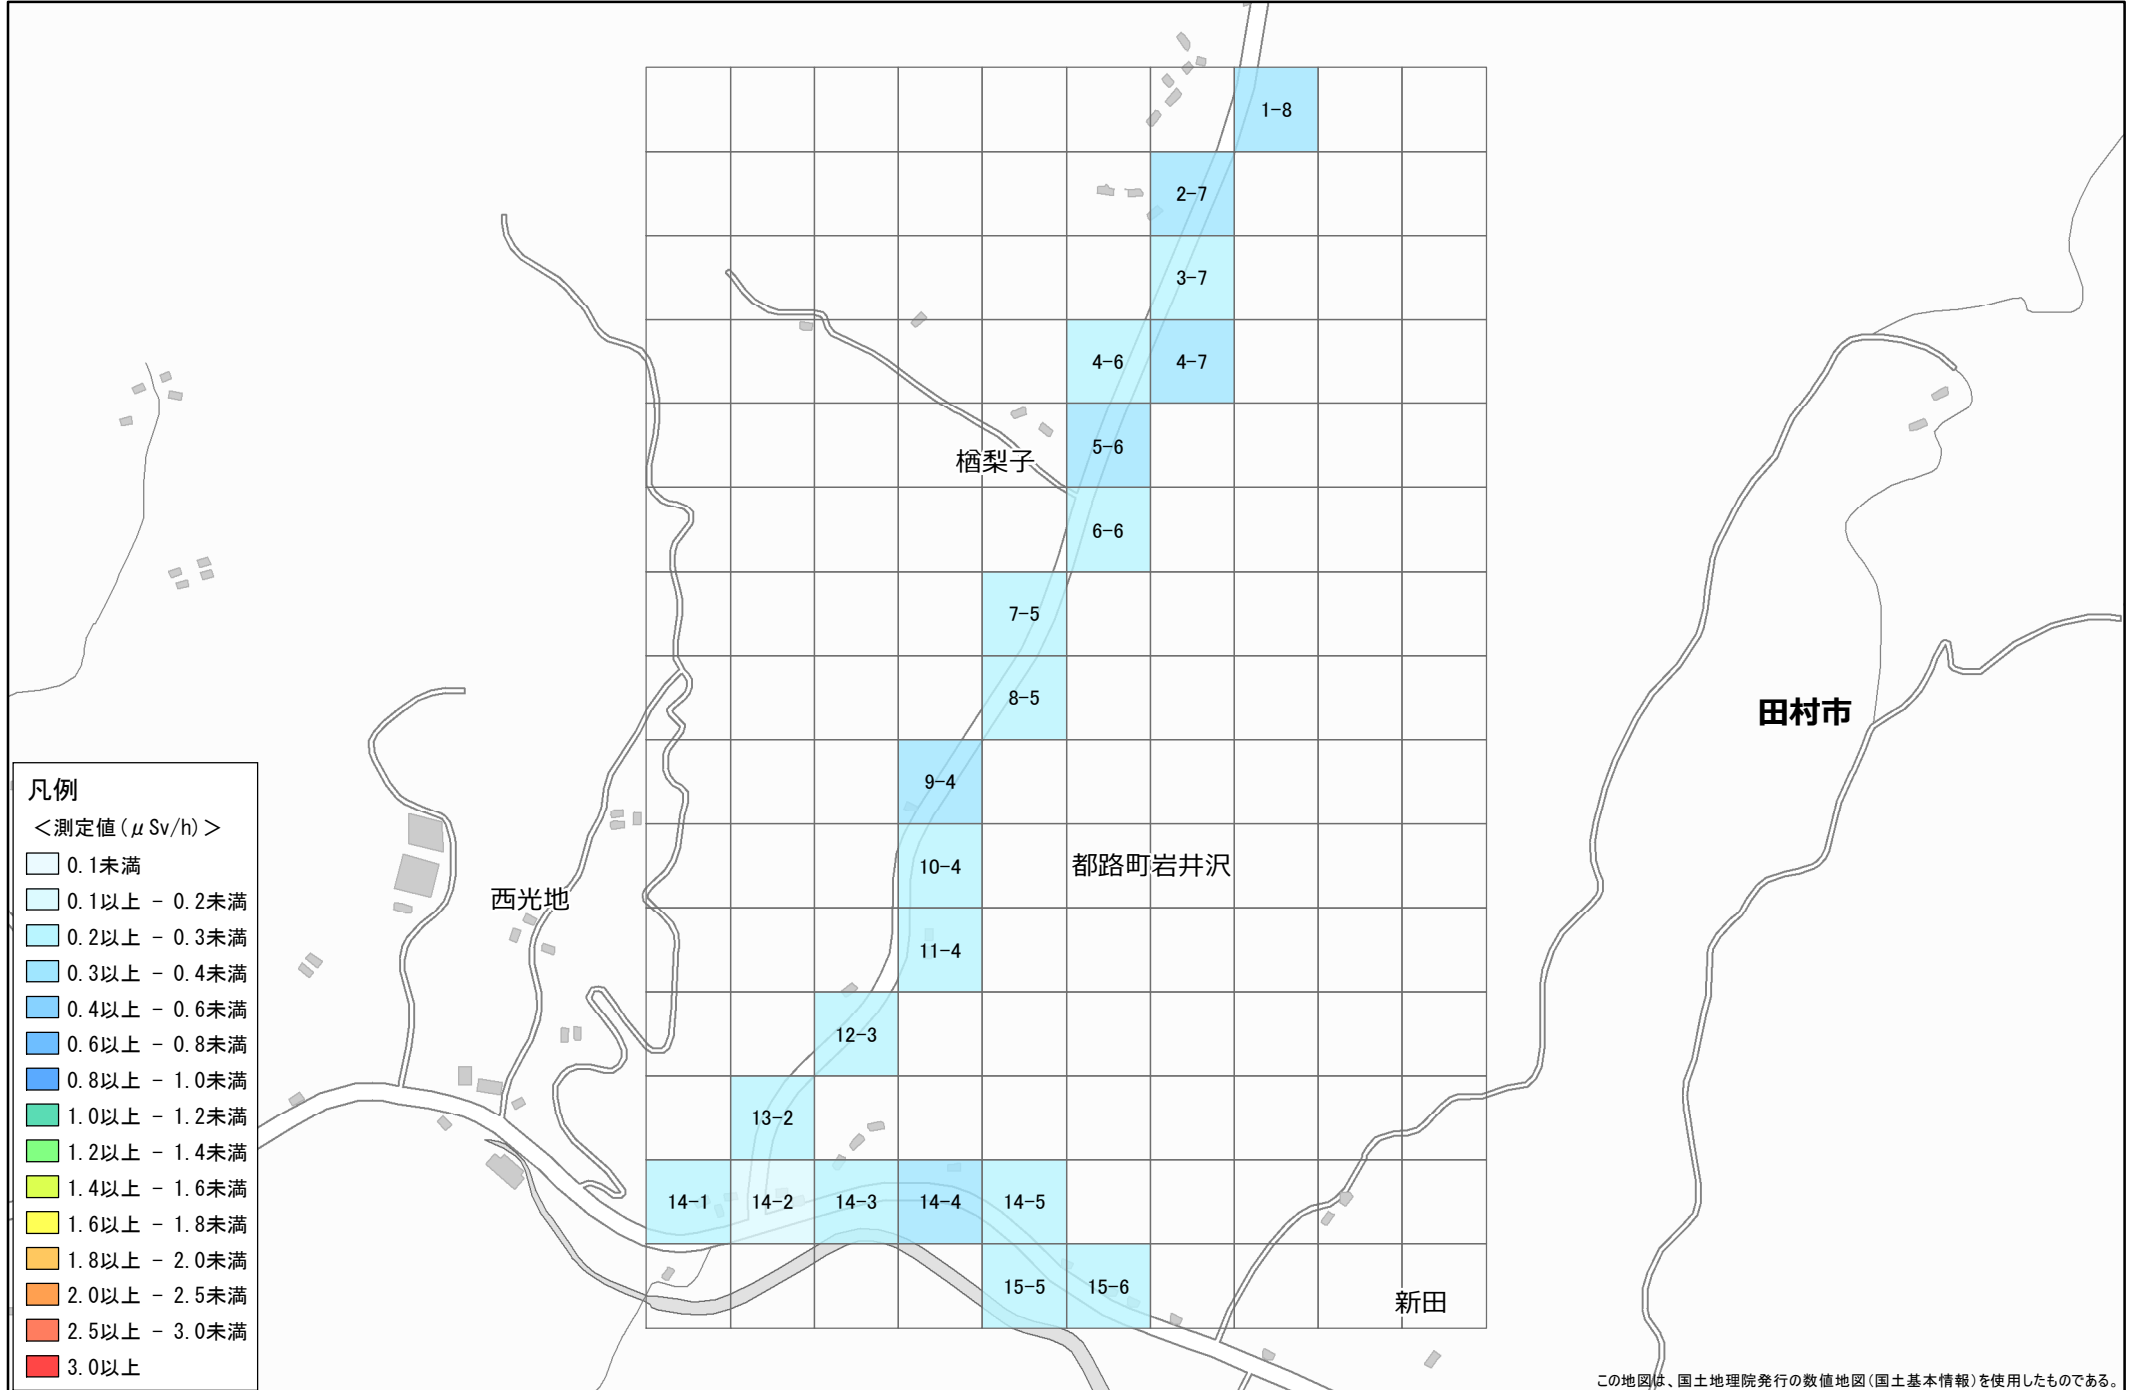 1-8
2-7
3-7
4-6
4-7
5-6
楢梨子
6-6
7-5
8-5
田村市
9-4
10-4
都路町岩井沢
西光地
11-4
12-3
13-2
14-1
14-2
14-3
14-4
14-5
15-5
15-6
新田
凡例
<測定値(μSv/h)>
0.1未満
0.1以上 - 0.2未満
0.2以上 - 0.3未満
0.3以上 - 0.4未満
0.4以上 - 0.6未満
0.6以上 - 0.8未満
0.8以上 - 1.0未満
1.0以上 - 1.2未満
1.2以上 - 1.4未満
1.4以上 - 1.6未満
1.6以上 - 1.8未満
1.8以上 - 2.0未満
2.0以上 - 2.5未満
2.5以上 - 3.0未満
3.0以上
この地図は、国土地理院発行の数値地図(国土基本情報)を使用したものである。